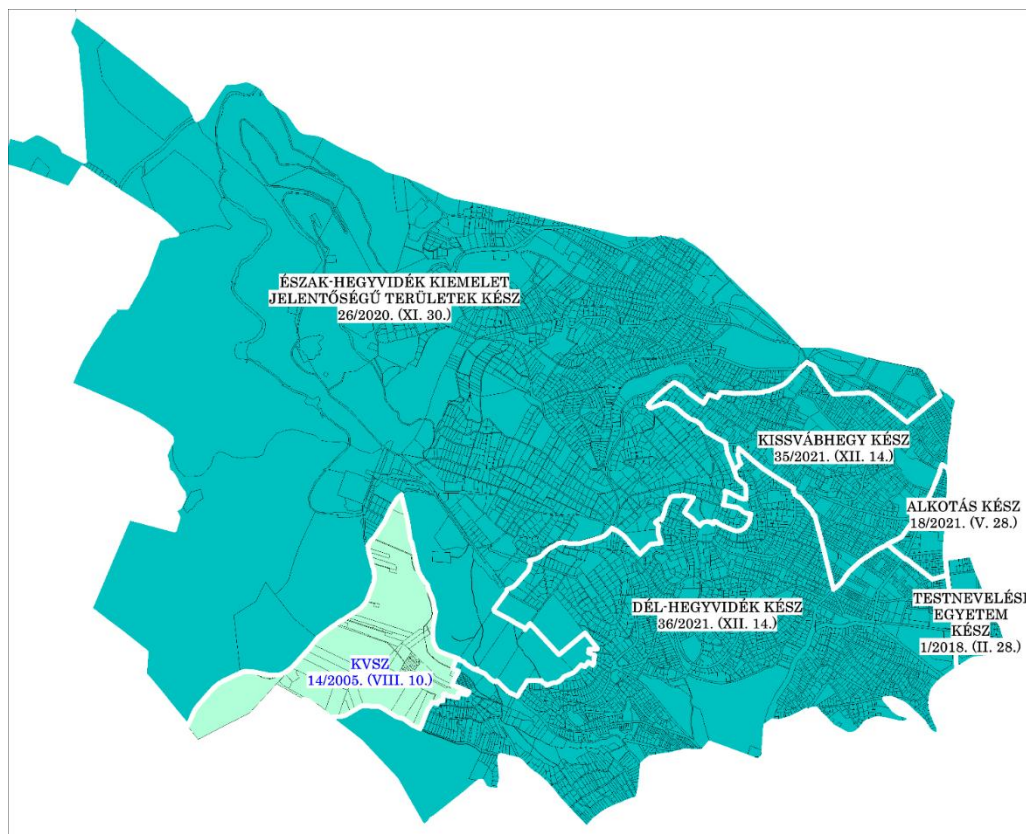 ÉSZAK-HEGYVIDÉK KIEMELET
JELENTŐSÉGŰ TERÜLETEK KÉSZ
26/2020. (XI. 30.)
KISSVÁBHEGY KÉSZ
35/2021. (XII. 14.)
ALKOTÁS KÉSZ
18/2021. (V. 28.)
DÉL-HEGYVIDÉK KÉSZ
36/2021. (XII. 14.)
TESTNEVELÉSI
EGYETEM
KÉSZ
1/2018. (II. 28.)
KVSZ
14/2005. (VIII. 10.)